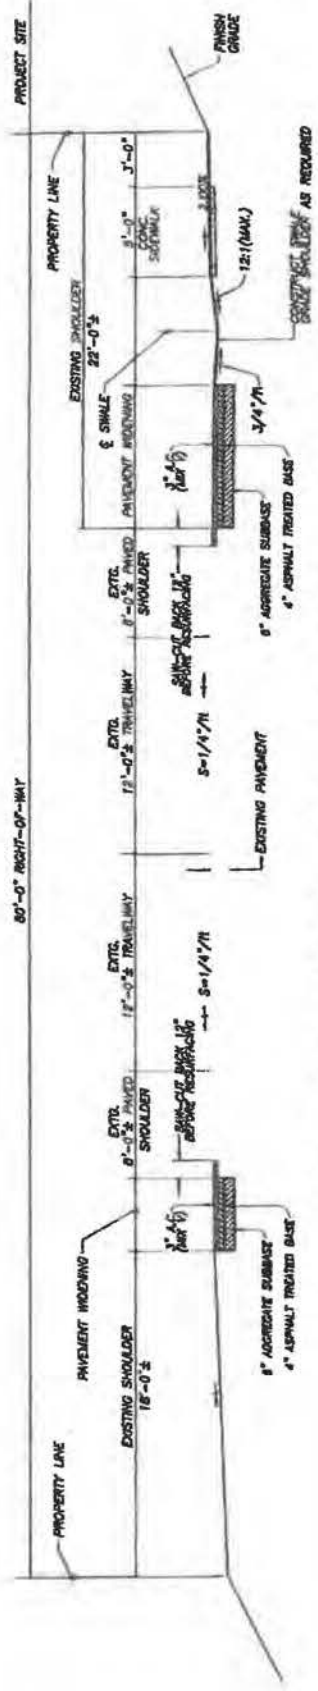 80'-0" RIGHT-OF-WAY
PROPERTY LINE
PAVEMENT WIDENING
EXISTING SHOULDER
18'-0"±
EXTG.
8'-0"± PAVED
SHOULDER
EXTG.
12'-0"± TRAVELWAY
EXTG.
12'-0"± TRAVELWAY
EXTG.
8'-0"± PAVED
SHOULDER
PAVEMENT WIDENING
EXISTING SHOULDER
22'-0"±
℄ SWALE
PROPERTY LINE
PROJECT SITE
CONC.
SIDEWALK
3'-0"
FINISH
GRADE
3" A.C.
SAW-CUT BACK 12"
BEFORE RESURFACING
S=1/4"/ft
S=1/4"/ft
SAW-CUT BACK 12"
BEFORE RESURFACING
3" A.C.
EXISTING PAVEMENT
6" AGGREGATE SUBBASE
4" ASPHALT TREATED BASE
6" AGGREGATE SUBBASE
4" ASPHALT TREATED BASE
3/4"/ft
12:1(MAX.)
CONSTRUCT SWALE
GRADE SHOULDER AS REQUIRED